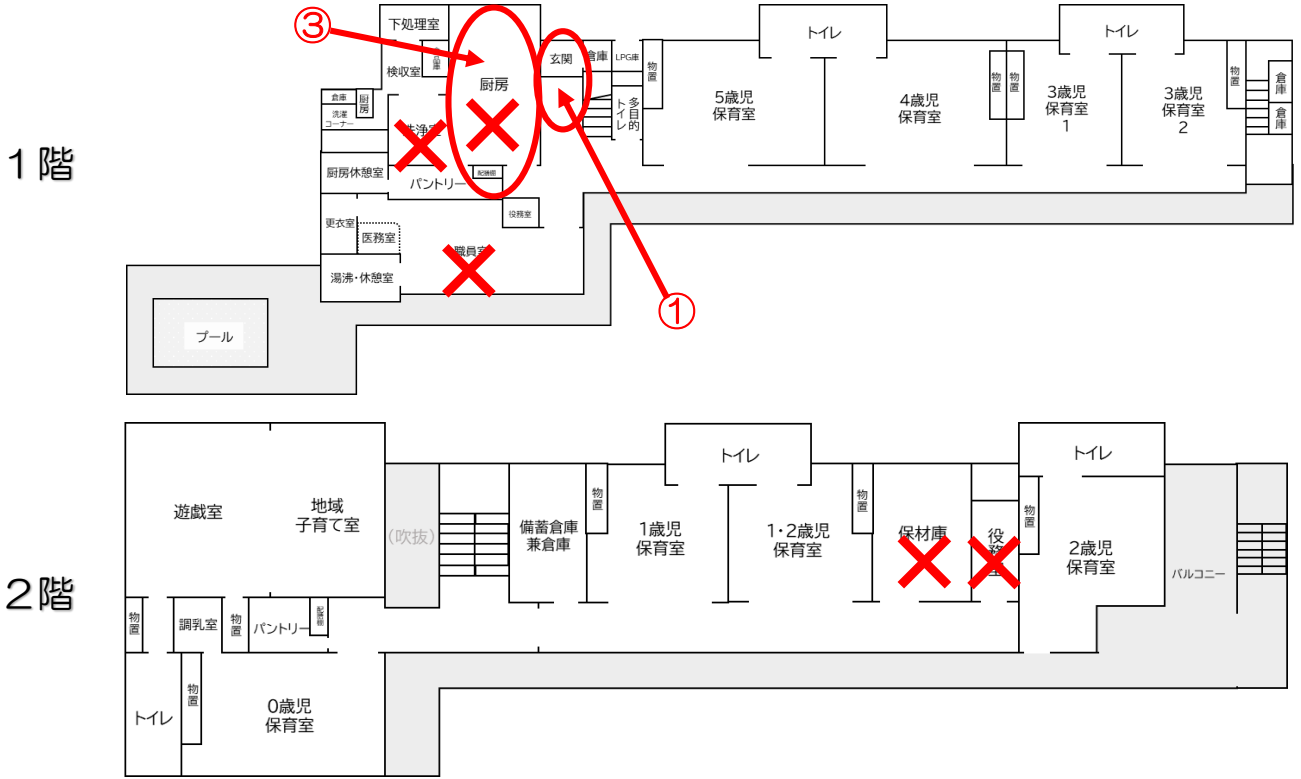 ③
下処理室
玄関
倉庫
LPG庫
物置
トイレ
トイレ
検収室
厨房
5歳児
保育室
4歳児
保育室
物置
物置
3歳児
保育室
1
3歳児
保育室
2
物置
倉庫
倉庫
倉庫
厨房
洗濯
コーナー
多目的
トイレ
1階
厨房休憩室
パントリー
配膳棚
役務室
更衣室
医務室
職員室
湯沸・休憩室
①
プール
トイレ
トイレ
遊戯室
地域
子育て室
(吹抜)
備蓄倉庫
兼倉庫
物置
1歳児
保育室
1・2歳児
保育室
物置
保材庫
物置
2歳児
保育室
バルコニー
2階
物置
調乳室
物置
パントリー
配膳棚
トイレ
物置
0歳児
保育室